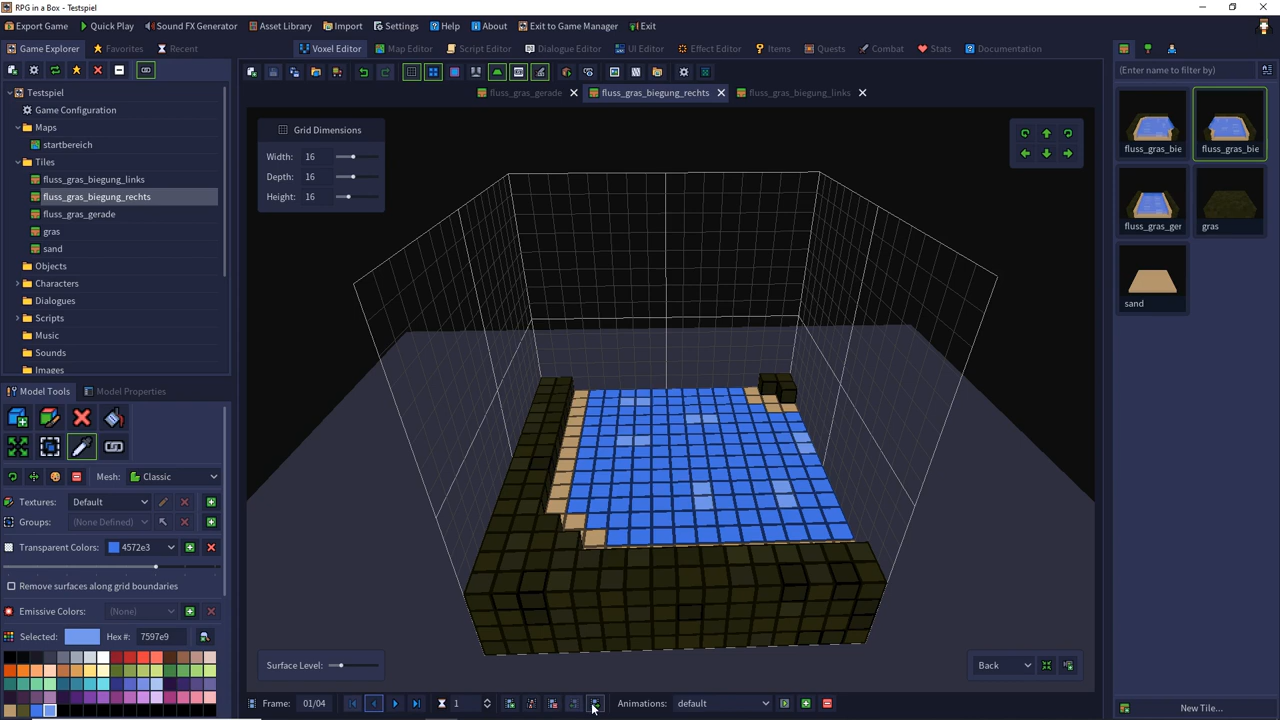 RPG in a Box - Testspiel
Export Game Quick Play Sound FX Generator Asset Library Import Settings Help About Exit to Game Manager Exit
Game Explorer Favorites Recent
Voxel Editor Map Editor Script Editor Dialogue Editor UI Editor Effect Editor Items Quests Combat Stats Documentation
(Enter name to filter by)
fluss_gras_gerade fluss_gras_biegung_rechts fluss_gras_biegung_links
Testspiel
Game Configuration
Maps
startbereich
Tiles
fluss_gras_biegung_links
fluss_gras_biegung_rechts
fluss_gras_gerade
gras
sand
Objects
Characters
Dialogues
Scripts
Music
Sounds
Images
Grid Dimensions
Width: 16
Depth: 16
Height: 16
fluss_gras_bie fluss_gras_bie
fluss_gras_ger gras
sand
Model Tools Model Properties
Mesh: Classic
Textures: Default
Groups: (None Defined)
Transparent Colors: 4572e3
Remove surfaces along grid boundaries
Emissive Colors: (None)
Selected: Hex #: 7597e9
Surface Level:
Back
Frame: 01/04 1 Animations: default
New Tile...